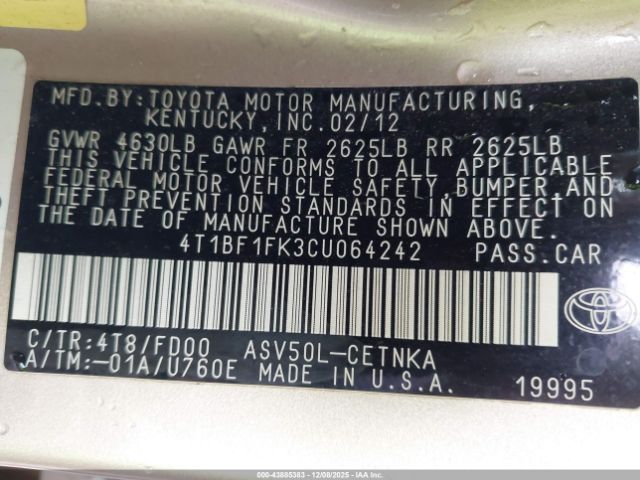 MFD.BY:TOYOTA MOTOR MANUFACTURING,
KENTUCKY,INC.02/12
GVWR 4630LB GAWR FR 2625LB RR 2625LB
THIS VEHICLE CONFORMS TO ALL APPLICABLE
FEDERAL MOTOR VEHICLE SAFETY,BUMPER,AND
THEFT PREVENTION STANDARDS IN EFFECT ON
THE DATE OF MANUFACTURE SHOWN ABOVE.
4T1BF1FK3CU064242 PASS.CAR
C/TR:4T8/FD00 ASV50L-CETNKA
A/TM:-01A/U760E MADE IN U.S.A. 19995
000-43885383 12/08/2025 IAAI.COM